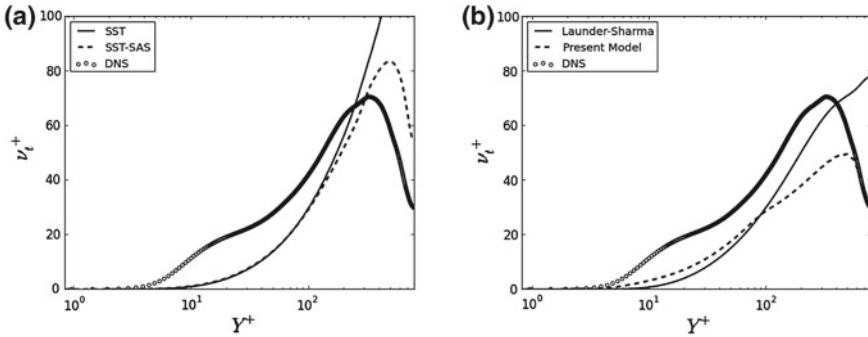 (a)
SST
SST-SAS
DNS
100
80
60
40
20
0
ν_t^+
10^0
10^1
10^2
Y^+
(b)
Launder-Sharma
Present Model
DNS
100
80
60
40
20
0
ν_t^+
10^0
10^1
10^2
Y^+